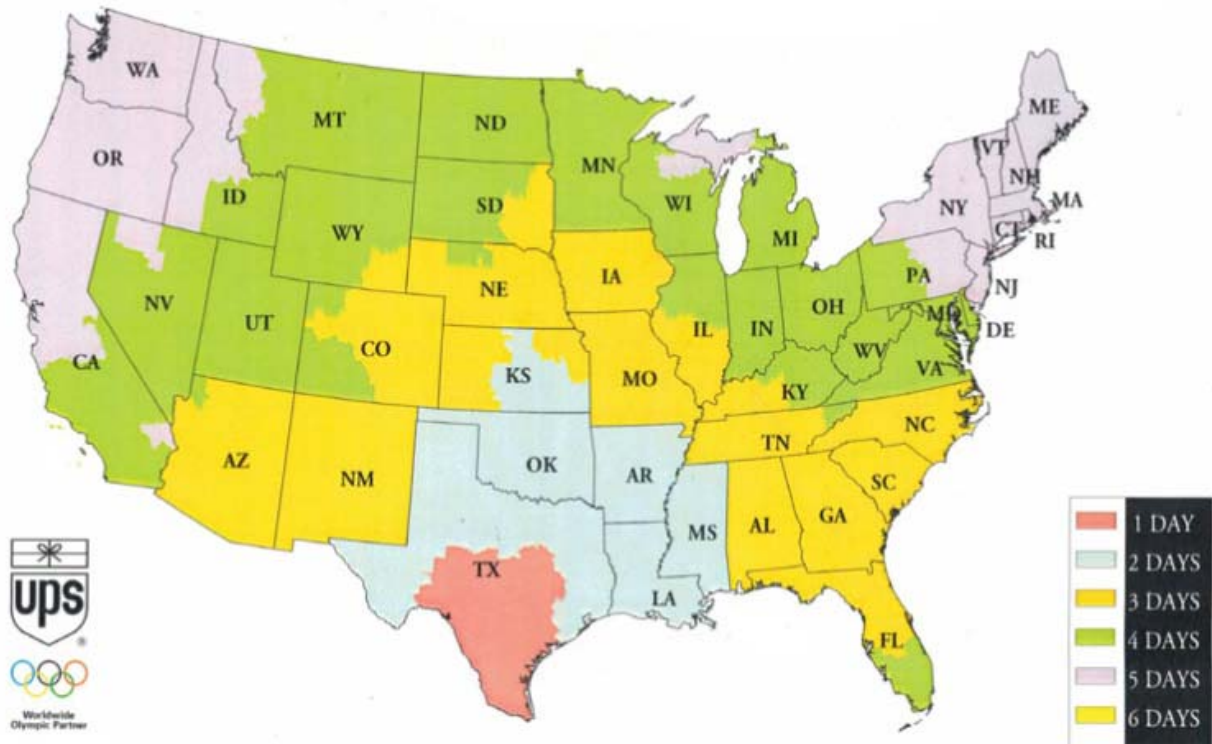 WA
ME
MT
ND
VT
OR
MN
NH
ID
SD
WI
NY
MA
WY
MI
CT
RI
IA
PA
NE
NJ
NV
OH
UT
IL
IN
MD
DE
CO
WV
CA
KS
MO
VA
KY
NC
AZ
OK
TN
NM
AR
SC
MS
AL
GA
TX
LA
FL
1 DAY
2 DAYS
3 DAYS
4 DAYS
5 DAYS
6 DAYS
ups
®
Worldwide
Olympic Partner